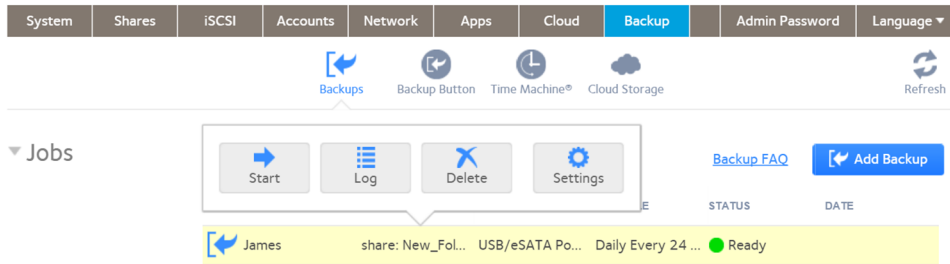 System Shares iSCSI Accounts Network Apps Cloud Backup Admin Password Language
Backups Backup Button Time Machine® Cloud Storage Refresh
Jobs
Start Log Delete Settings
Backup FAQ Add Backup
E STATUS DATE
James share: New_Fol... USB/eSATA Po... Daily Every 24 ... Ready